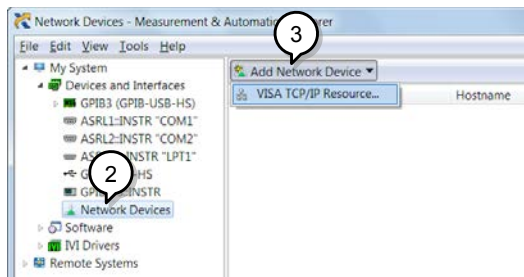 Network Devices - Measurement & Automation Explorer
3
File Edit View Tools Help
My System
Devices and Interfaces
GPIB3 (GPIB-USB-HS)
ASRL1::INSTR "COM1"
ASRL2::INSTR "COM2"
INSTR "LPT1"
2
HS
INSTR
Network Devices
Software
IVI Drivers
Remote Systems
Add Network Device
VISA TCP/IP Resource...
Hostname